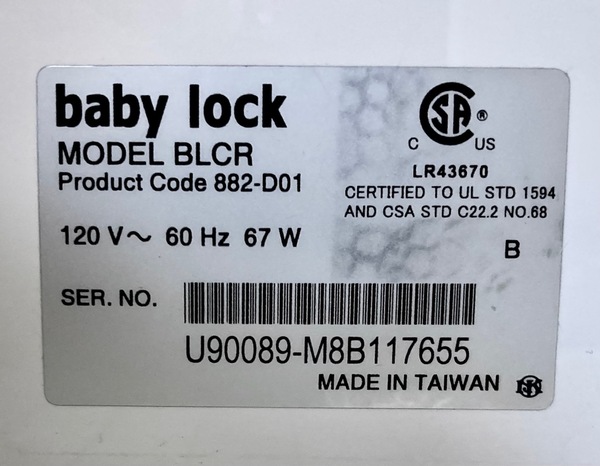 baby lock
MODEL BLCR
Product Code 882-D01
120 V～ 60 Hz 67 W
SER. NO.
U90089-M8B117655
MADE IN TAIWAN
SA
®
C US
LR43670
CERTIFIED TO UL STD 1594
AND CSA STD C22.2 NO.68
B